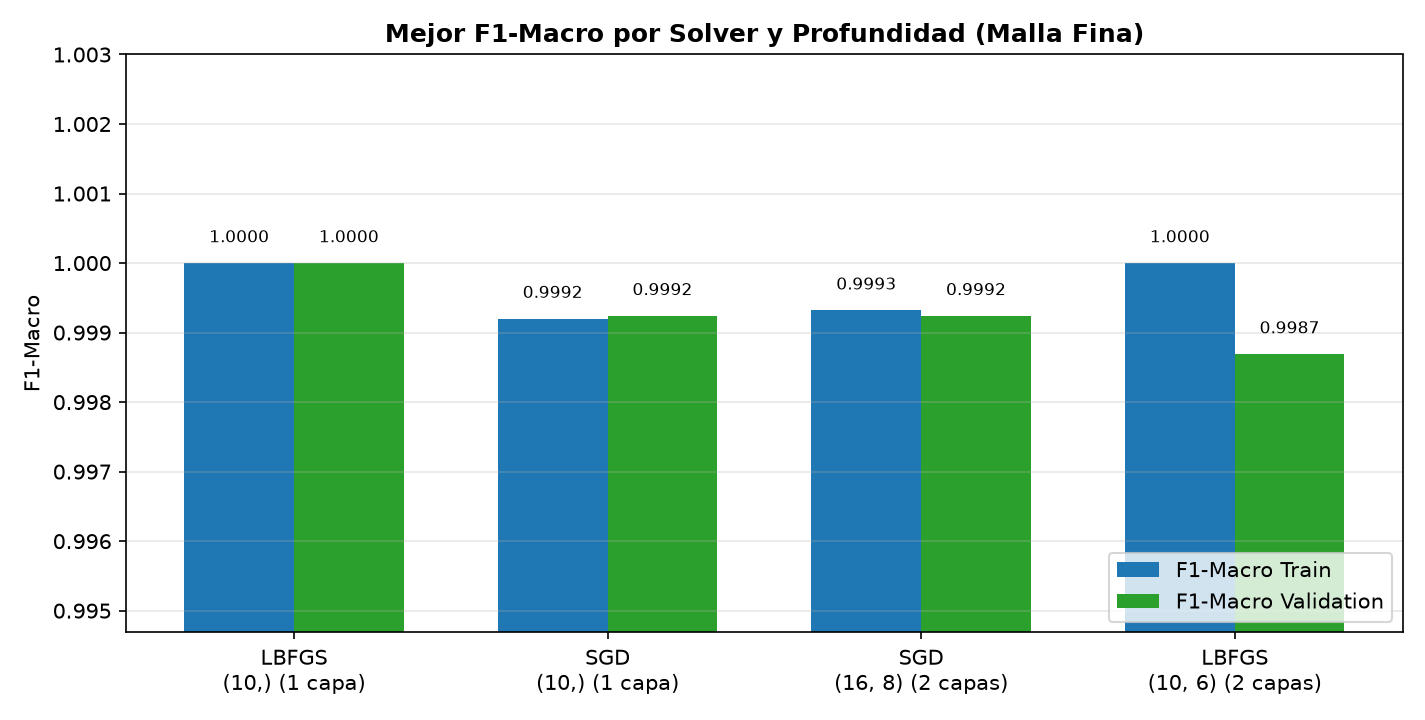 Mejor F1-Macro por Solver y Profundidad (Malla Fina)
F1-Macro
1.003
1.002
1.001
1.000
0.999
0.998
0.997
0.996
0.995
1.0000 1.0000
0.9992 0.9992
0.9993 0.9992
1.0000 0.9987
LBFGS
(10,) (1 capa)
SGD
(10,) (1 capa)
SGD
(16, 8) (2 capas)
LBFGS
(10, 6) (2 capas)
F1-Macro Train
F1-Macro Validation